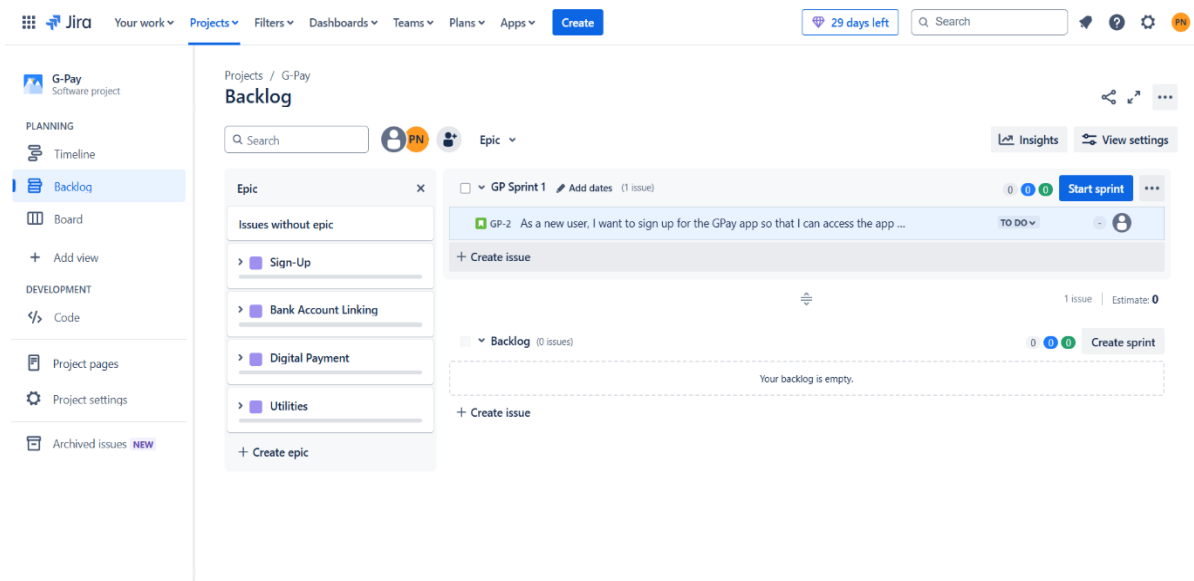 Jira Your work Projects Filters Dashboards Teams Plans Apps Create 29 days left Search PN
G-Pay
Software project
PLANNING
Timeline
Backlog
Board
Add view
DEVELOPMENT
Code
Project pages
Project settings
Archived issues NEW
Projects / G-Pay
Backlog
Search PN Epic Insights View settings
Epic
Issues without epic
Sign-Up
Bank Account Linking
Digital Payment
Utilities
+ Create epic
GP Sprint 1 Add dates (1 issue) 0 0 0 Start sprint
GP-2 As a new user, I want to sign up for the GPay app so that I can access the app ... TO DO -
+ Create issue
1 issue Estimate: 0
Backlog (0 issues) 0 0 0 Create sprint
Your backlog is empty.
+ Create issue